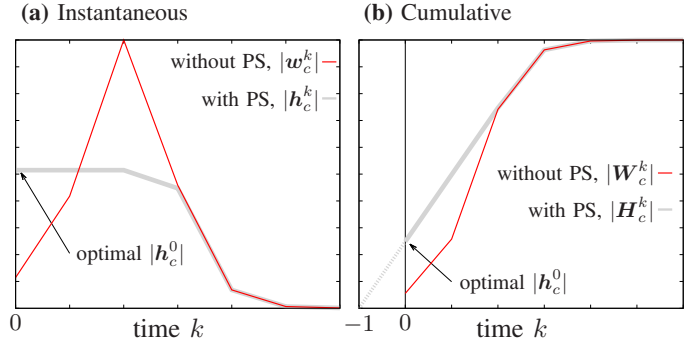 (a) Instantaneous
without PS, |w_c^k|
with PS, |h_c^k|
optimal |h_c^0|
0
time k
(b) Cumulative
without PS, |W_c^k|
with PS, |H_c^k|
optimal |h_c^0|
−1 0
time k